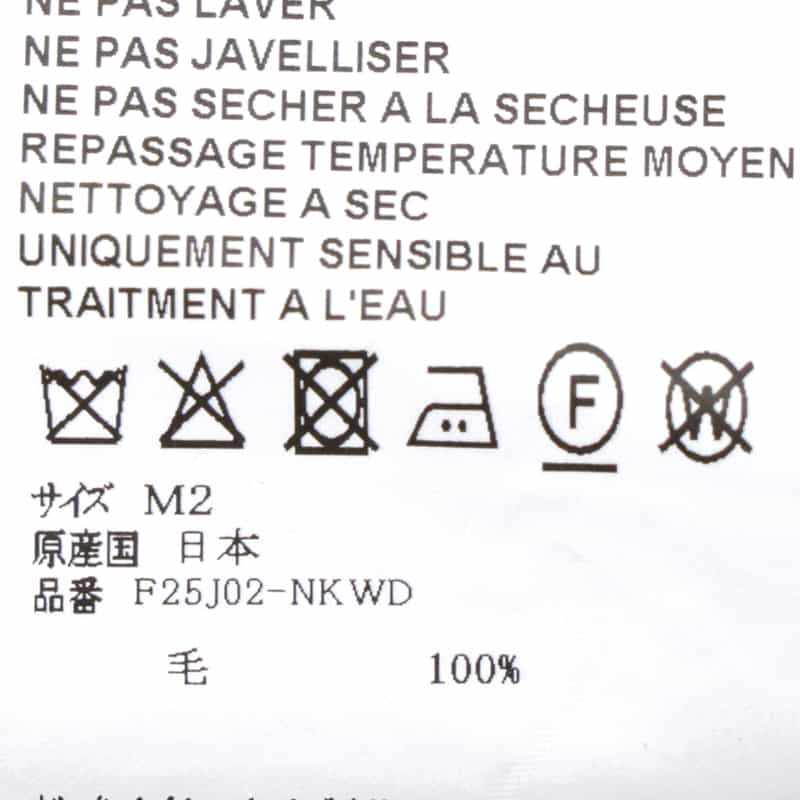 NE PAS LAVER
NE PAS JAVELLISER
NE PAS SECHER A LA SECHEUSE
REPASSAGE TEMPERATURE MOYEN
NETTOYAGE A SEC
UNIQUEMENT SENSIBLE AU
TRAITMENT A L'EAU
F W
サイズ M2
原産国 日本
品番 F25J02-NKWD
毛 100%